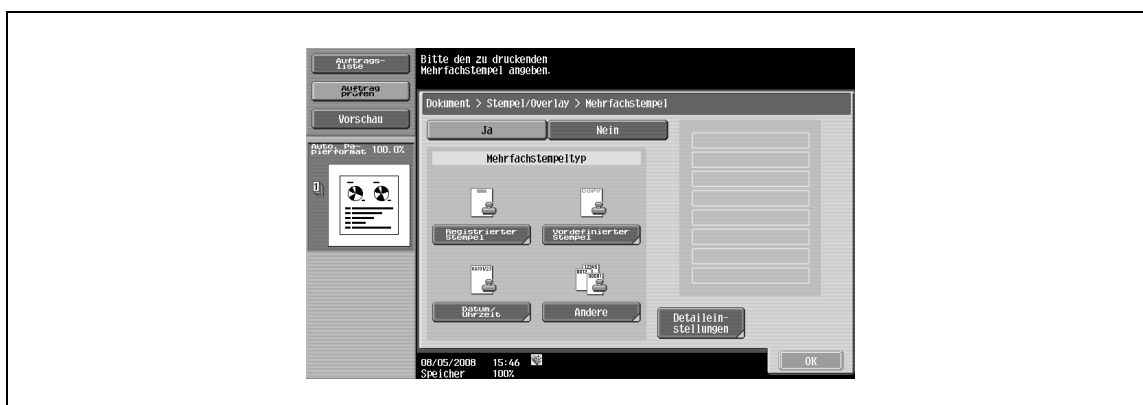 Auftrags-
liste
Auftrag
prüfen
Vorschau
Auto. Pa-
pierformat 100.0%
1
Bitte den zu druckenden
Mehrfachstempel angeben.
Dokument > Stempel/Overlay > Mehrfachstempel
Ja
Nein
Mehrfachstempeltyp
COPY
Registrierter
Stempel
Vordefinierter
Stempel
Datum/
Uhrzeit
Andere
Detailein-
stellungen
08/05/2008 15:46
Speicher 100%
OK